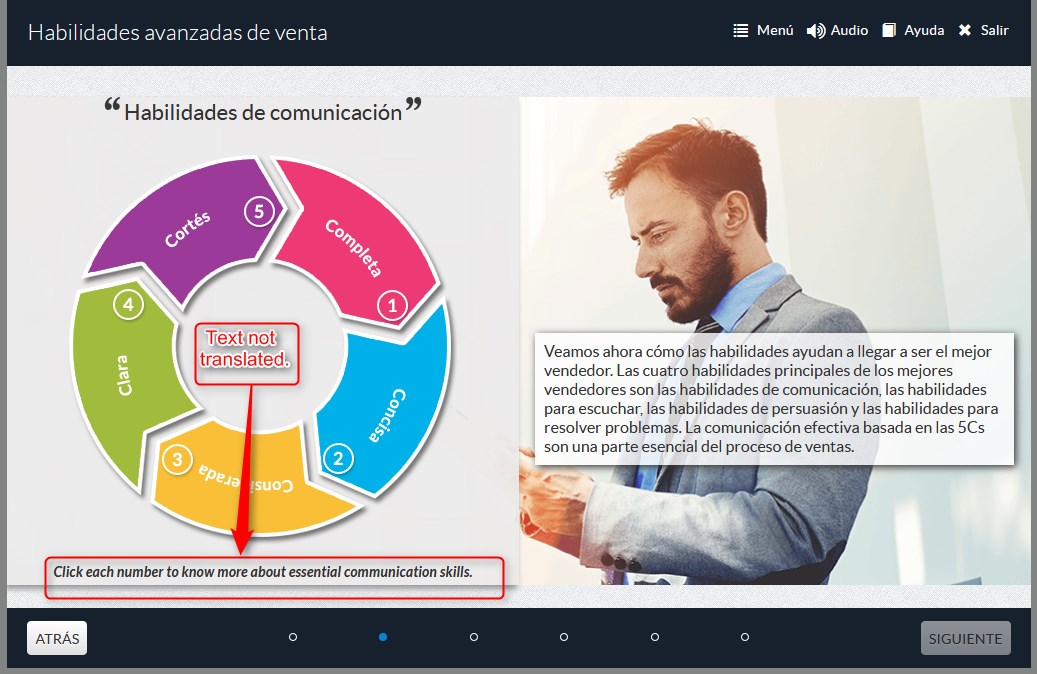 Habilidades avanzadas de venta
Menú
Audio
Ayuda
Salir
“Habilidades de comunicación”
Completa
1
Concisa
2
Considerada
3
Clara
4
Cortés
5
Text not
translated.
Click each number to know more about essential communication skills.
Veamos ahora cómo las habilidades ayudan a llegar a ser el mejor
vendedor. Las cuatro habilidades principales de los mejores
vendedores son las habilidades de comunicación, las habilidades
para escuchar, las habilidades de persuasión y las habilidades para
resolver problemas. La comunicación efectiva basada en las 5Cs
son una parte esencial del proceso de ventas.
ATRÁS
SIGUIENTE